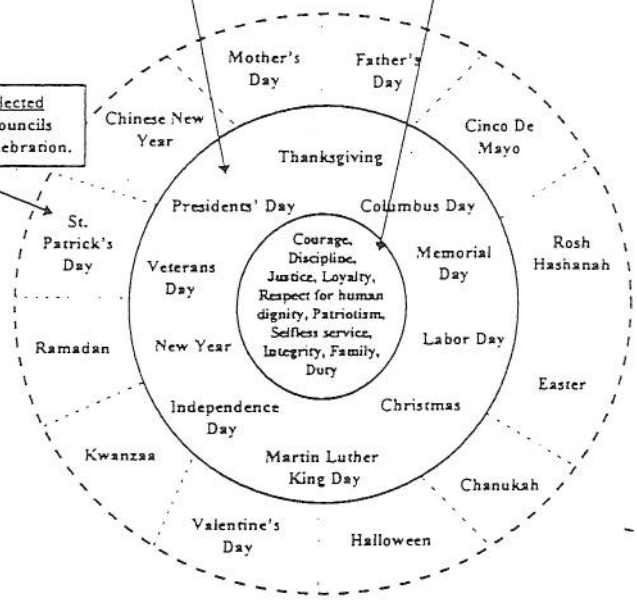 Mother's
Day
Father's
Day
Chinese New
Year
Cinco De
Mayo
ouncils
ebration.
Thanksgiving
Presidents' Day
Columbus Day
St.
Patrick's
Day
Courage,
Discipline,
Justice, Loyalty,
Respect for human
dignity, Patriotism,
Selfless service,
Integrity, Family,
Duty
Veterans
Day
Memorial
Day
Rosh
Hashanah
Ramadan
New Year
Labor Day
Easter
Independence
Day
Christmas
Kwanzaa
Martin Luther
King Day
Chanukah
Valentine's
Day
Halloween